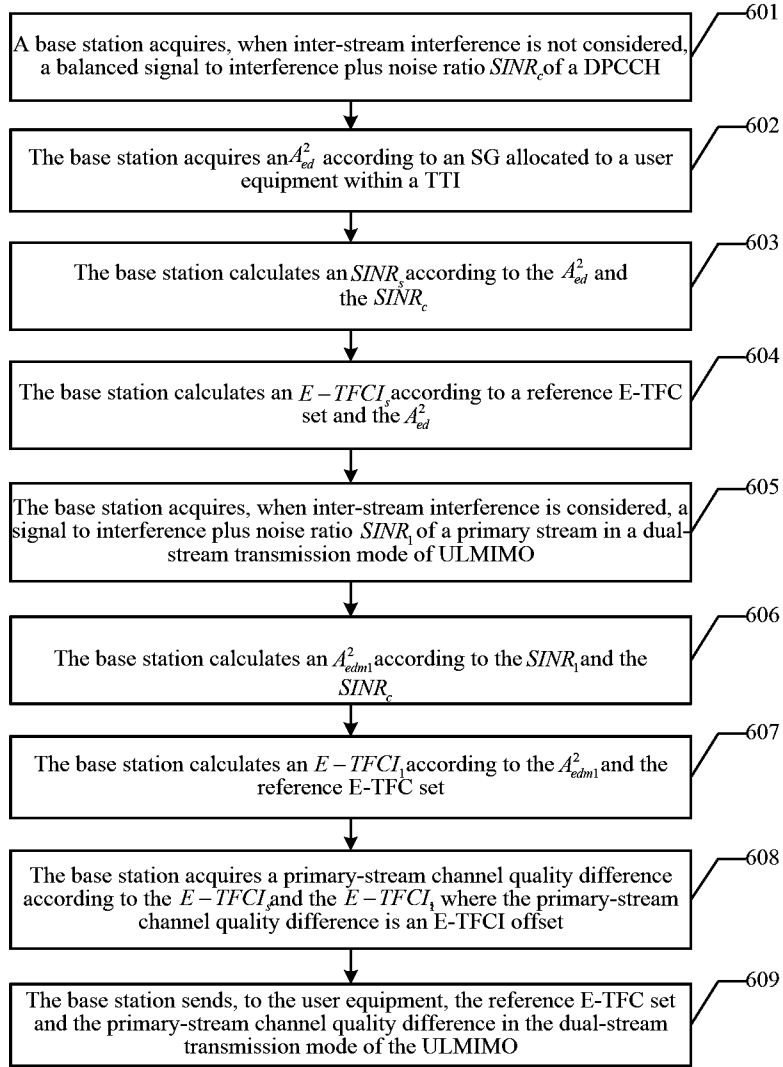 601
A base station acquires, when inter-stream interference is not considered,
a balanced signal to interference plus noise ratio SINR_c of a DPCCH
602
The base station acquires an A_ed^2 according to an SG allocated to a user
equipment within a TTI
603
The base station calculates an SINR_s according to the A_ed^2 and
the SINR_c
604
The base station calculates an E-TFCI_s according to a reference E-TFC
set and the A_ed^2
605
The base station acquires, when inter-stream interference is considered, a
signal to interference plus noise ratio SINR_1 of a primary stream in a dual-
stream transmission mode of ULMIMO
606
The base station calculates an A_edm1^2 according to the SINR_1 and the
SINR_c
607
The base station calculates an E-TFCI_1 according to the A_edm1^2 and the
reference E-TFC set
608
The base station acquires a primary-stream channel quality difference
according to the E-TFCI_s and the E-TFCI_1, where the primary-stream
channel quality difference is an E-TFCI offset
609
The base station sends, to the user equipment, the reference E-TFC set
and the primary-stream channel quality difference in the dual-stream
transmission mode of the ULMIMO